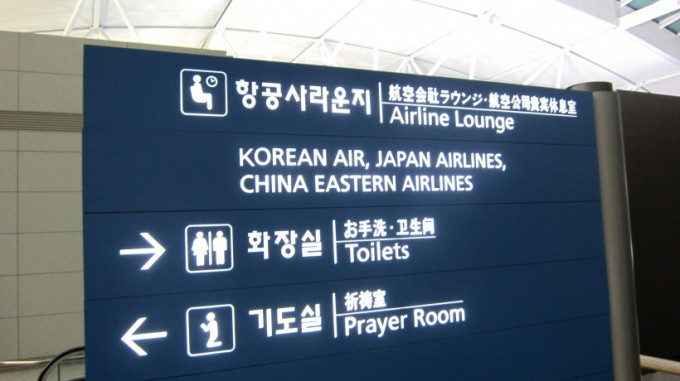 항공사라운지
航空会社ラウンジ·航空公司贵宾休息室
Airline Lounge
KOREAN AIR, JAPAN AIRLINES,
CHINA EASTERN AIRLINES
화장실
お手洗·卫生间
Toilets
기도실
祈祷室
Prayer Room